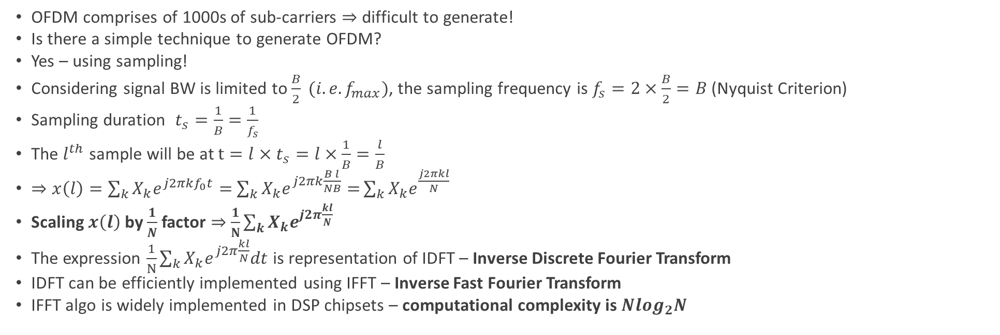 • OFDM comprises of 1000s of sub-carriers ⇒ difficult to generate!
• Is there a simple technique to generate OFDM?
• Yes – using sampling!
• Considering signal BW is limited to $\frac{B}{2}$ $(i.e. f_{max})$, the sampling frequency is $f_s = 2 \times \frac{B}{2} = B$ (Nyquist Criterion)
• Sampling duration $t_s = \frac{1}{B} = \frac{1}{f_s}$
• The $l^{th}$ sample will be at t $= l \times t_s = l \times \frac{1}{B} = \frac{l}{B}$
• $\Rightarrow x(l) = \sum_k X_k e^{j2\pi k f_0 t} = \sum_k X_k e^{j2\pi k \frac{B\,l}{NB}} = \sum_k X_k e^{\frac{j2\pi kl}{N}}$
• Scaling $x(l)$ by $\frac{1}{N}$ factor $\Rightarrow \frac{1}{N} \sum_k X_k e^{j2\pi \frac{kl}{N}}$
• The expression $\frac{1}{N} \sum_k X_k e^{j2\pi \frac{kl}{N}} dt$ is representation of IDFT – Inverse Discrete Fourier Transform
• IDFT can be efficiently implemented using IFFT – Inverse Fast Fourier Transform
• IFFT algo is widely implemented in DSP chipsets – computational complexity is $Nlog_2N$